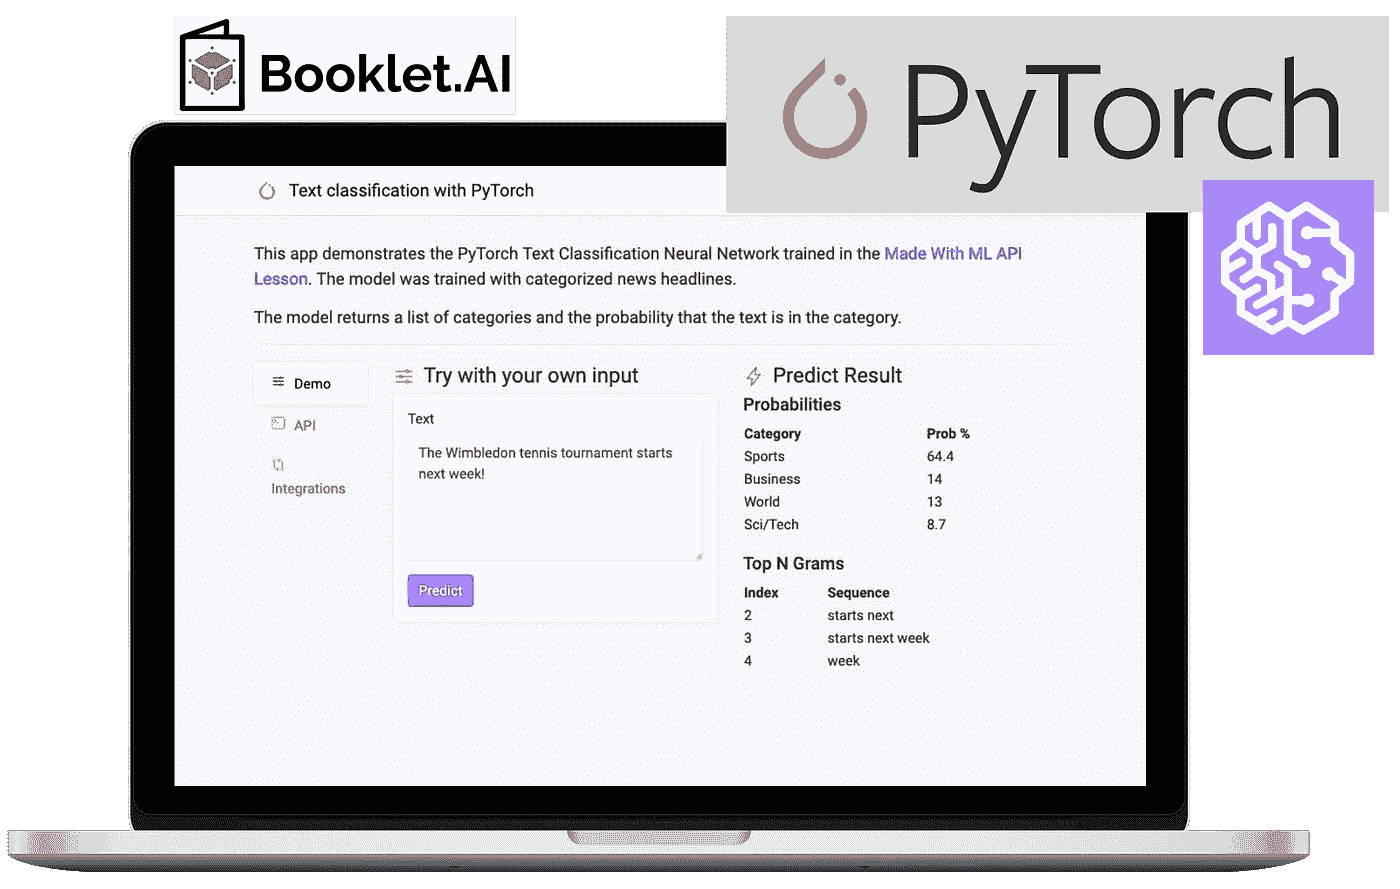 Booklet.AI
PyTorch
Text classification with PyTorch
This app demonstrates the PyTorch Text Classification Neural Network trained in the Made With ML API
Lesson. The model was trained with categorized news headlines.
The model returns a list of categories and the probability that the text is in the category.
Demo
API
Integrations
Try with your own input
Text
The Wimbledon tennis tournament starts
next week!
Predict
Predict Result
Probabilities
Category Prob %
Sports 64.4
Business 14
World 13
Sci/Tech 8.7
Top N Grams
Index Sequence
2 starts next
3 starts next week
4 week